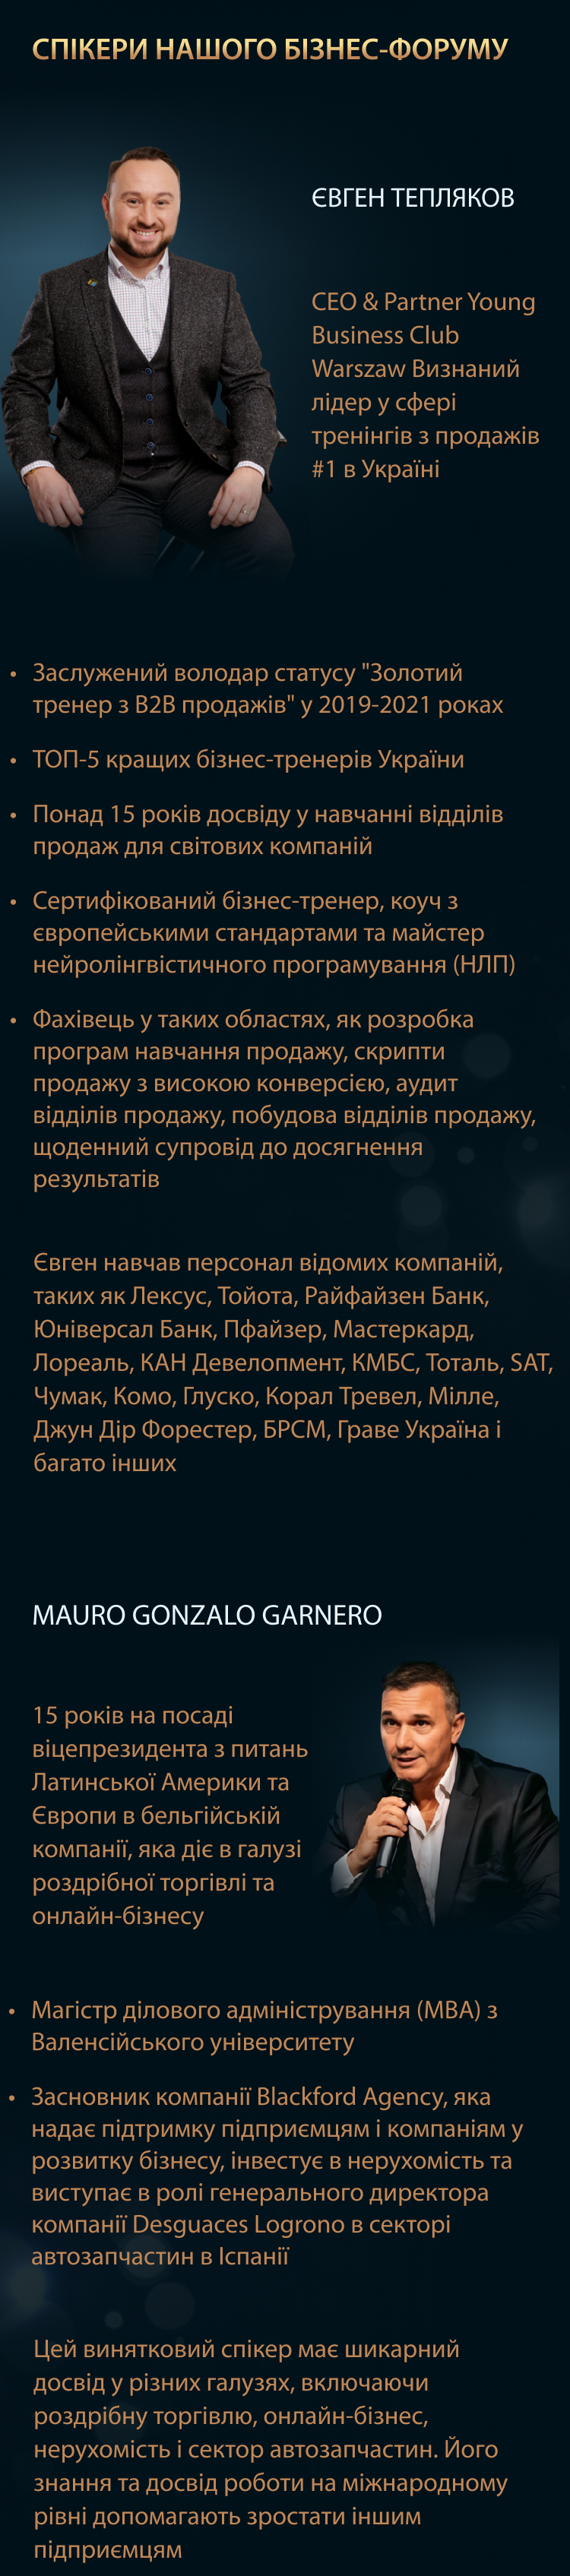 СПІКЕРИ НАШОГО БІЗНЕС-ФОРУМУ
ЄВГЕН ТЕПЛЯКОВ
CEO & Partner Young
Business Club
Warszaw Визнаний
лідер у сфері
тренінгів з продажів
#1 в Україні
• Заслужений володар статусу "Золотий
тренер з B2B продажів" у 2019-2021 роках
• ТОП-5 кращих бізнес-тренерів України
• Понад 15 років досвіду у навчанні відділів
продаж для світових компаній
• Сертифікований бізнес-тренер, коуч з
європейськими стандартами та майстер
нейролінгвістичного програмування (НЛП)
• Фахівець у таких областях, як розробка
програм навчання продажу, скрипти
продажу з високою конверсією, аудит
відділів продажу, побудова відділів продажу,
щоденний супровід до досягнення
результатів
Євген навчав персонал відомих компаній,
таких як Лексус, Тойота, Райфайзен Банк,
Юніверсал Банк, Пфайзер, Мастеркард,
Лореаль, КАН Девелопмент, КМБС, Тоталь, SAT,
Чумак, Комо, Глуско, Корал Тревел, Мілле,
Джун Дір Форестер, БРСМ, Граве Україна і
багато інших
MAURO GONZALO GARNERO
15 років на посаді
віцепрезидента з питань
Латинської Америки та
Європи в бельгійській
компанії, яка діє в галузі
роздрібної торгівлі та
онлайн-бізнесу
• Магістр ділового адміністрування (MBA) з
Валенсійського університету
• Засновник компанії Blackford Agency, яка
надає підтримку підприємцям і компаніям у
розвитку бізнесу, інвестує в нерухомість та
виступає в ролі генерального директора
компанії Desguaces Logrono в секторі
автозапчастин в Іспанії
Цей винятковий спікер має шикарний
досвід у різних галузях, включаючи
роздрібну торгівлю, онлайн-бізнес,
нерухомість і сектор автозапчастин. Його
знання та досвід роботи на міжнародному
рівні допомагають зростати іншим
підприємцям